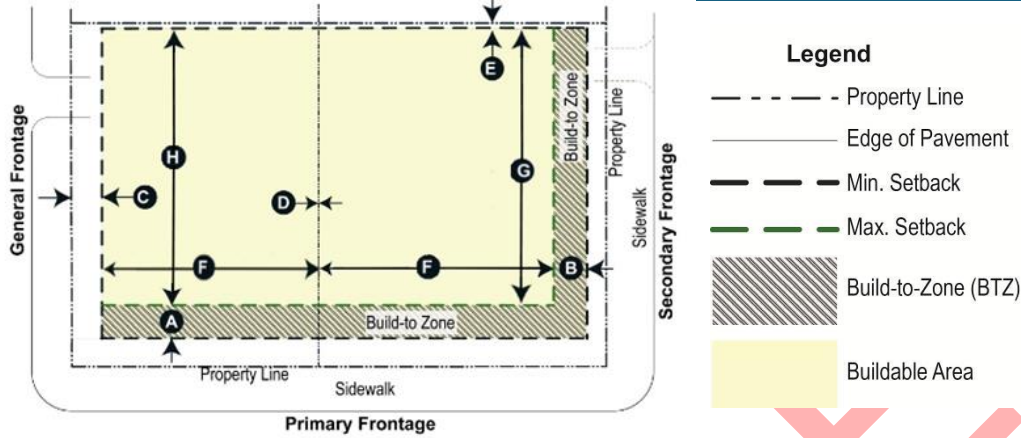 E
H
G
C
D
F
F
B
A
Build-to Zone
Build-to Zone
Property Line
Property Line
Sidewalk
Sidewalk
General Frontage
Secondary Frontage
Primary Frontage
Legend
Property Line
Edge of Pavement
Min. Setback
Max. Setback
Build-to-Zone (BTZ)
Buildable Area